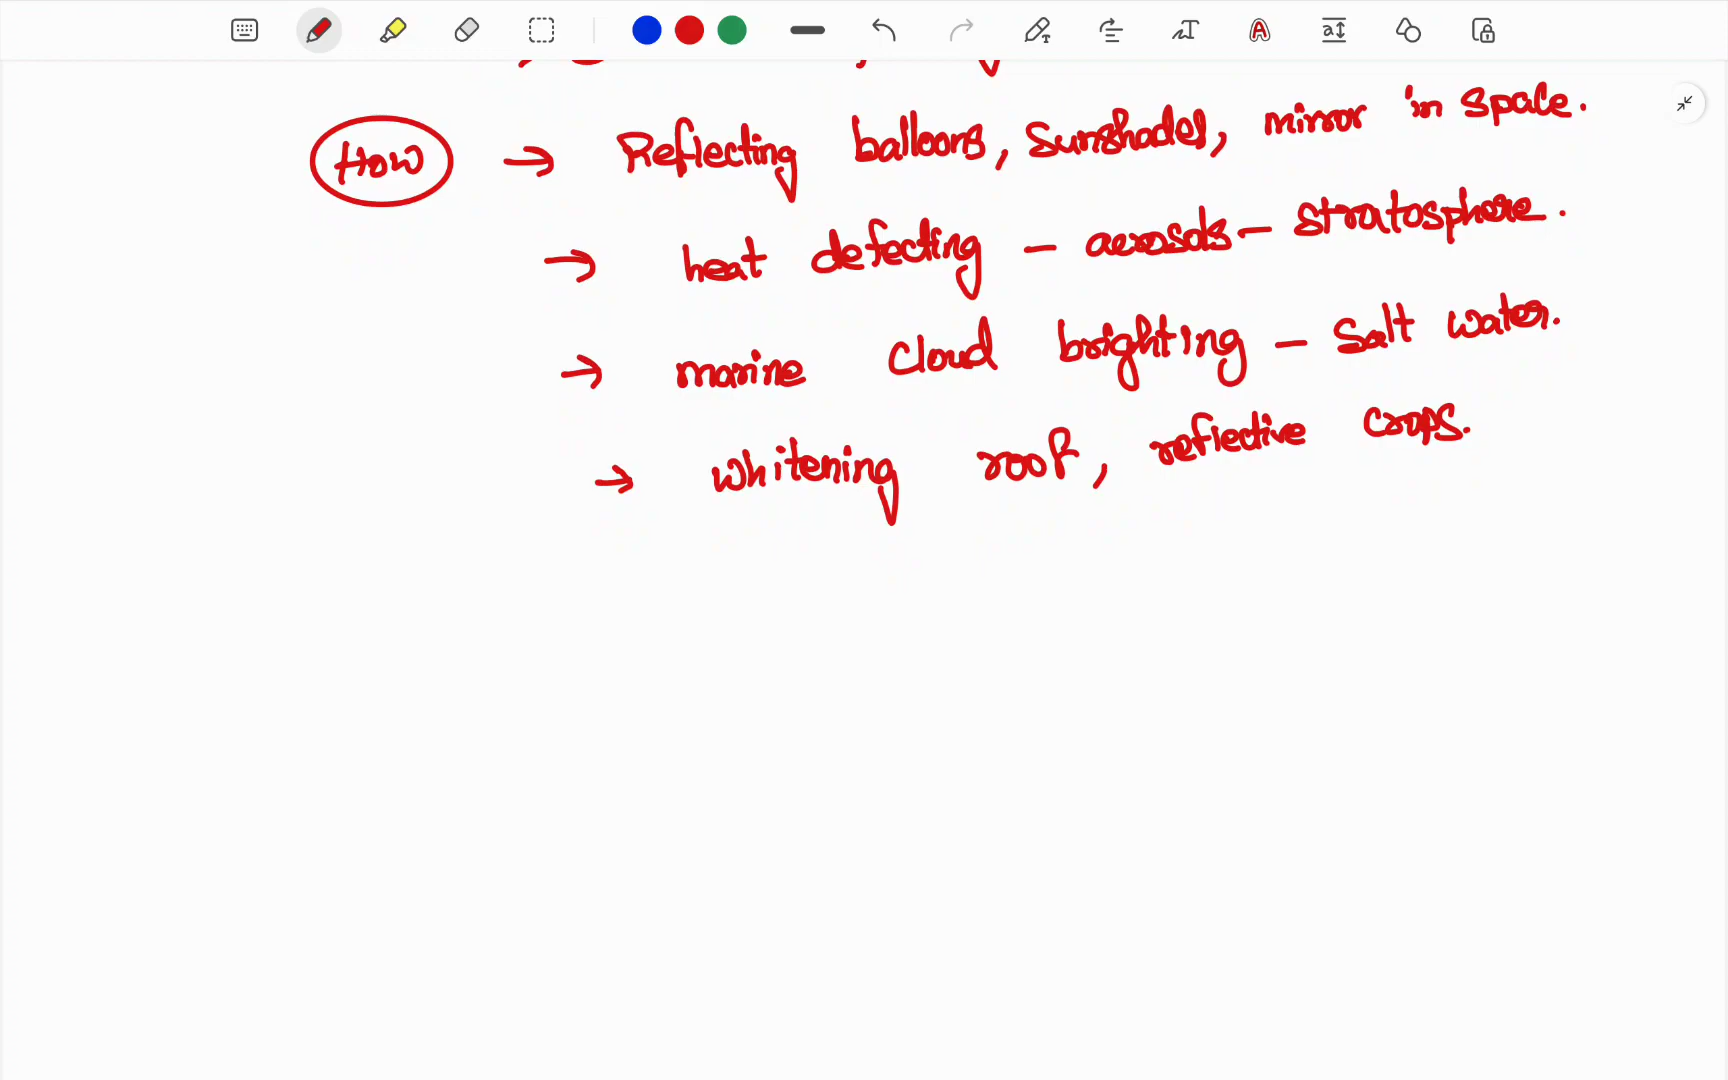 How → Reflecting balloons, Sunshades, mirror in space.
→ heat defecting – aerosols – stratosphere.
→ marine cloud brighting – Salt water.
→ whitening roof, reflective crops.